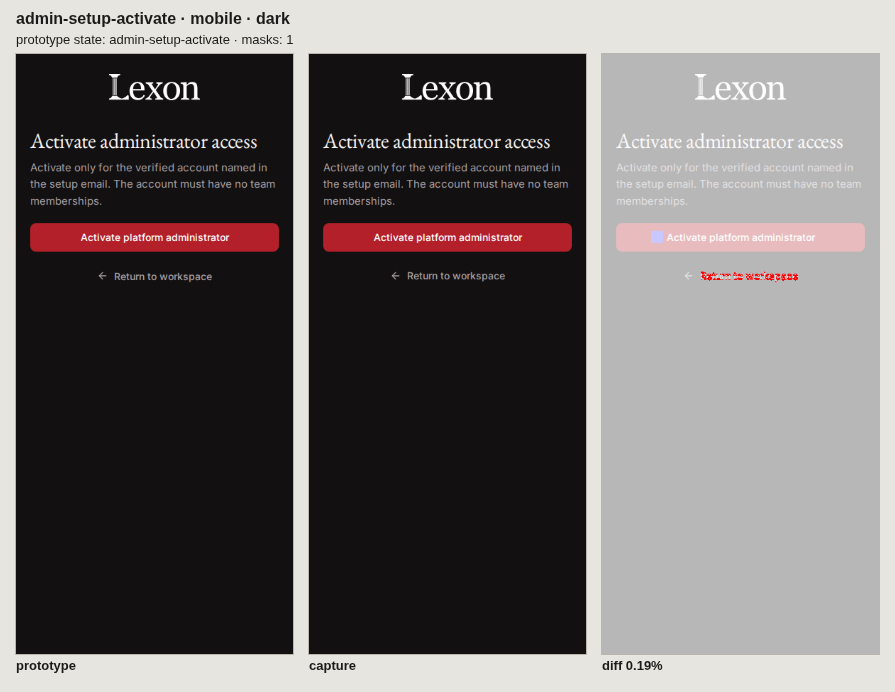 admin-setup-activate · mobile · dark
prototype state: admin-setup-activate · masks: 1
Lexon
Activate administrator access
Activate only for the verified account named in
the setup email. The account must have no team
memberships.
Activate platform administrator
← Return to workspace
prototype
Lexon
Activate administrator access
Activate only for the verified account named in
the setup email. The account must have no team
memberships.
Activate platform administrator
← Return to workspace
capture
Lexon
Activate administrator access
Activate only for the verified account named in
the setup email. The account must have no team
memberships.
Activate platform administrator
← Return to workspace
diff 0.19%